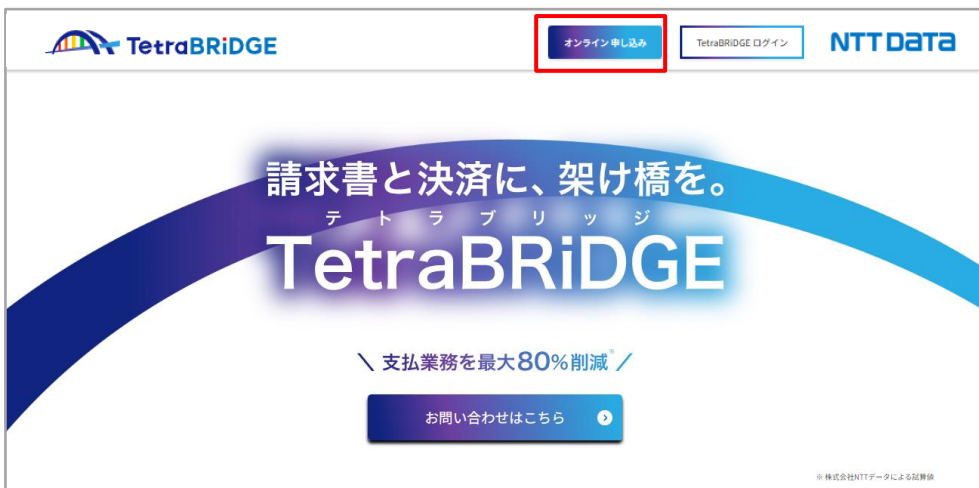 TetraBRiDGE
オンライン申し込み
TetraBRiDGE ログイン
NTT DATA
請求書と決済に、架け橋を。
テトラブリッジ
TetraBRiDGE
\ 支払業務を最大80%削減※ /
お問い合わせはこちら
※ 株式会社NTTデータによる試算値